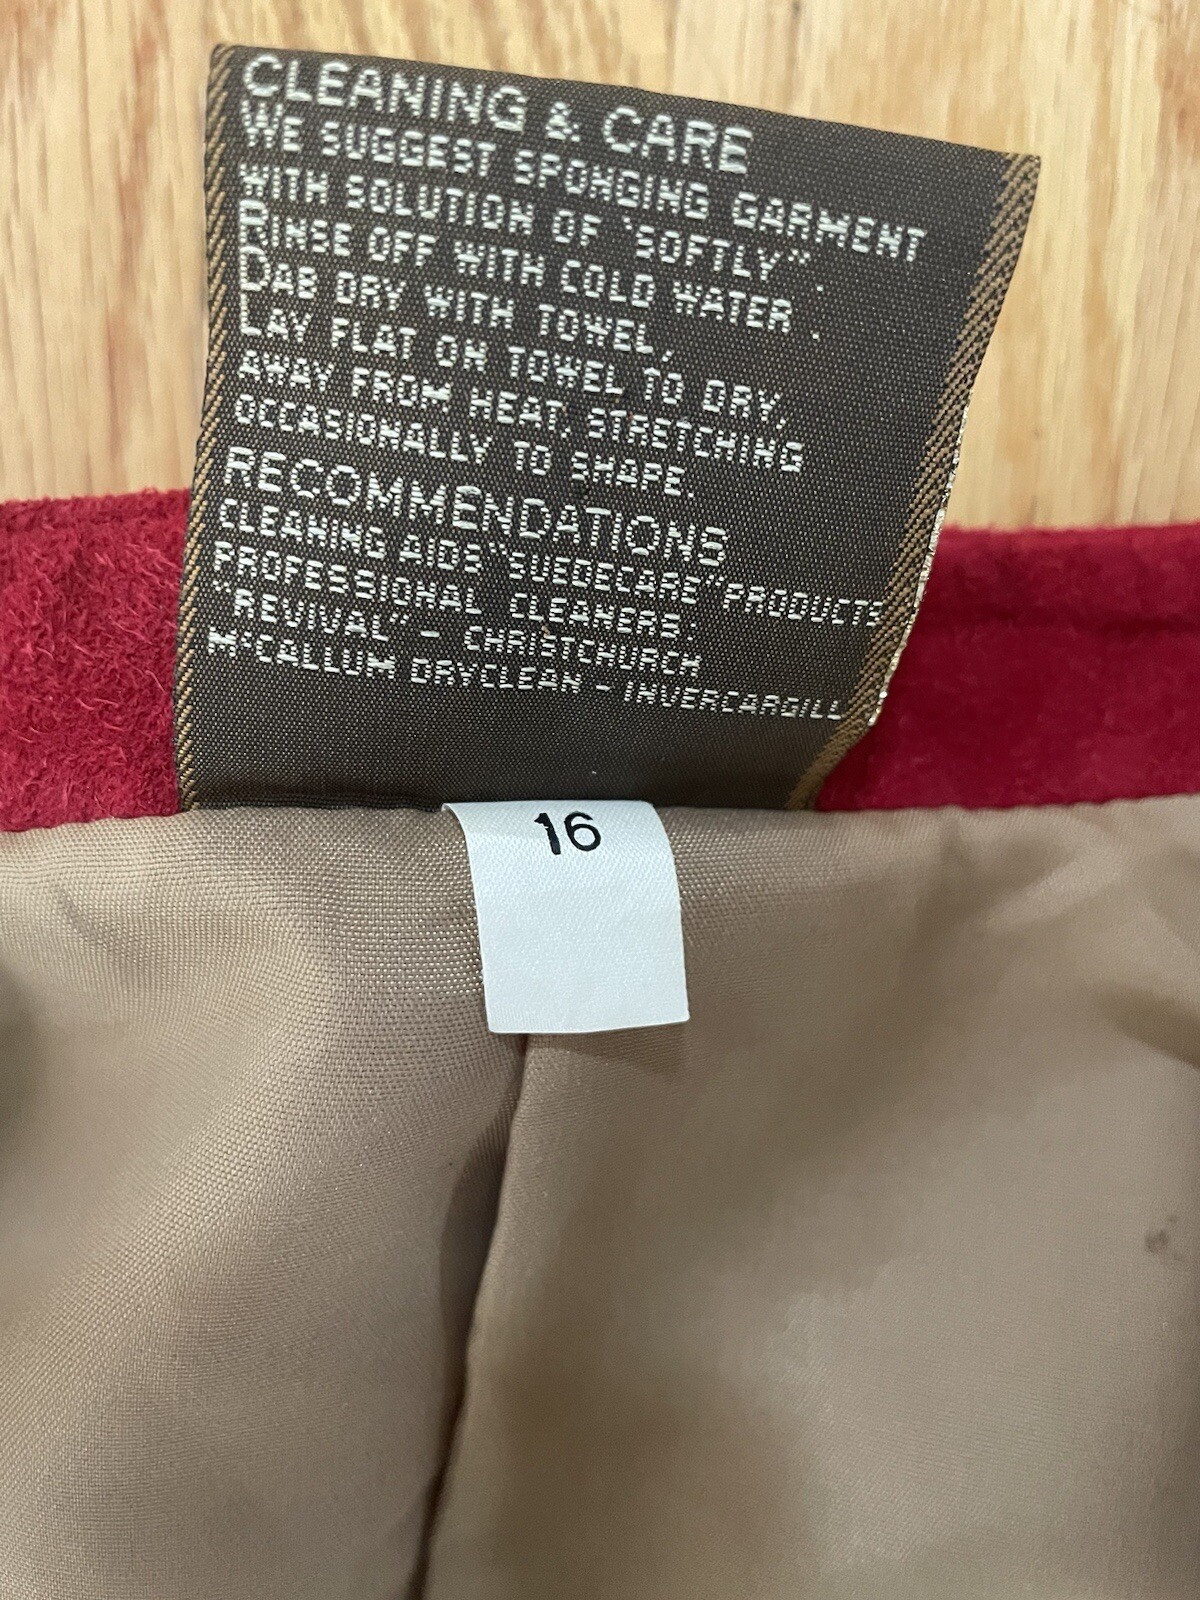 CLEANING & CARE
WE SUGGEST SPONGING GARMENT
WITH SOLUTION OF "SOFTLY".
RINSE OFF WITH COLD WATER.
DAB DRY WITH TOWEL,
LAY FLAT ON TOWEL TO DRY,
AWAY FROM HEAT, STRETCHING
OCCASIONALLY TO SHAPE.
RECOMMENDATIONS
CLEANING AIDS "SUEDECARE" PRODUCTS
PROFESSIONAL CLEANERS:
"REVIVAL" - CHRISTCHURCH
McCALLUM DRYCLEAN - INVERCARGILL
16